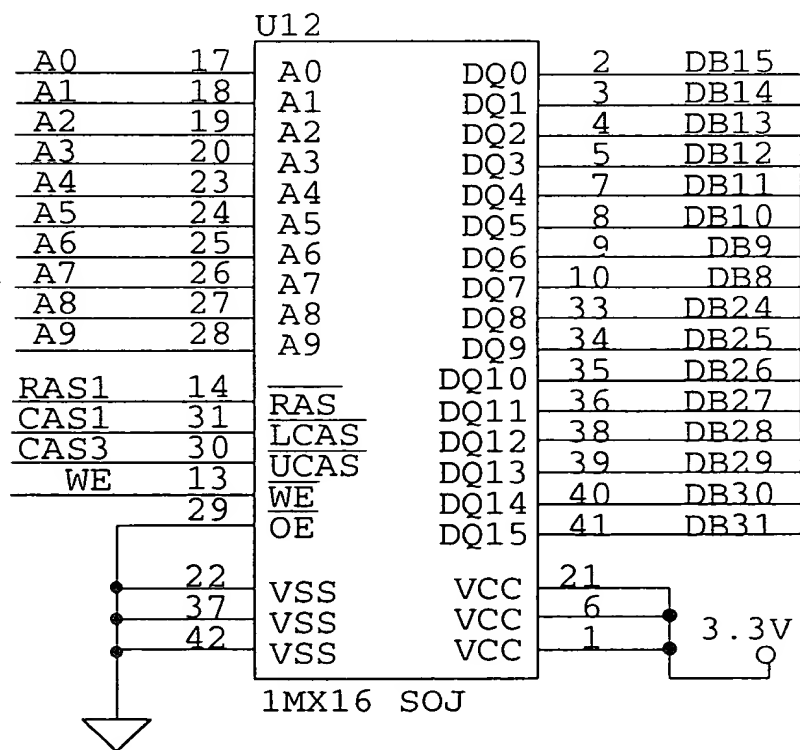 U12
A0 17 A0 DQ0 2 DB15
A1 18 A1 DQ1 3 DB14
A2 19 A2 DQ2 4 DB13
A3 20 A3 DQ3 5 DB12
A4 23 A4 DQ4 7 DB11
A5 24 A5 DQ5 8 DB10
A6 25 A6 DQ6 9 DB9
A7 26 A7 DQ7 10 DB8
A8 27 A8 DQ8 33 DB24
A9 28 A9 DQ9 34 DB25
DQ10 35 DB26
RAS1 14 RAS DQ11 36 DB27
CAS1 31 LCAS DQ12 38 DB28
CAS3 30 UCAS DQ13 39 DB29
WE 13 WE DQ14 40 DB30
29 OE DQ15 41 DB31
22 VSS VCC 21
37 VSS VCC 6
42 VSS VCC 1 3.3V
1MX16 SOJ